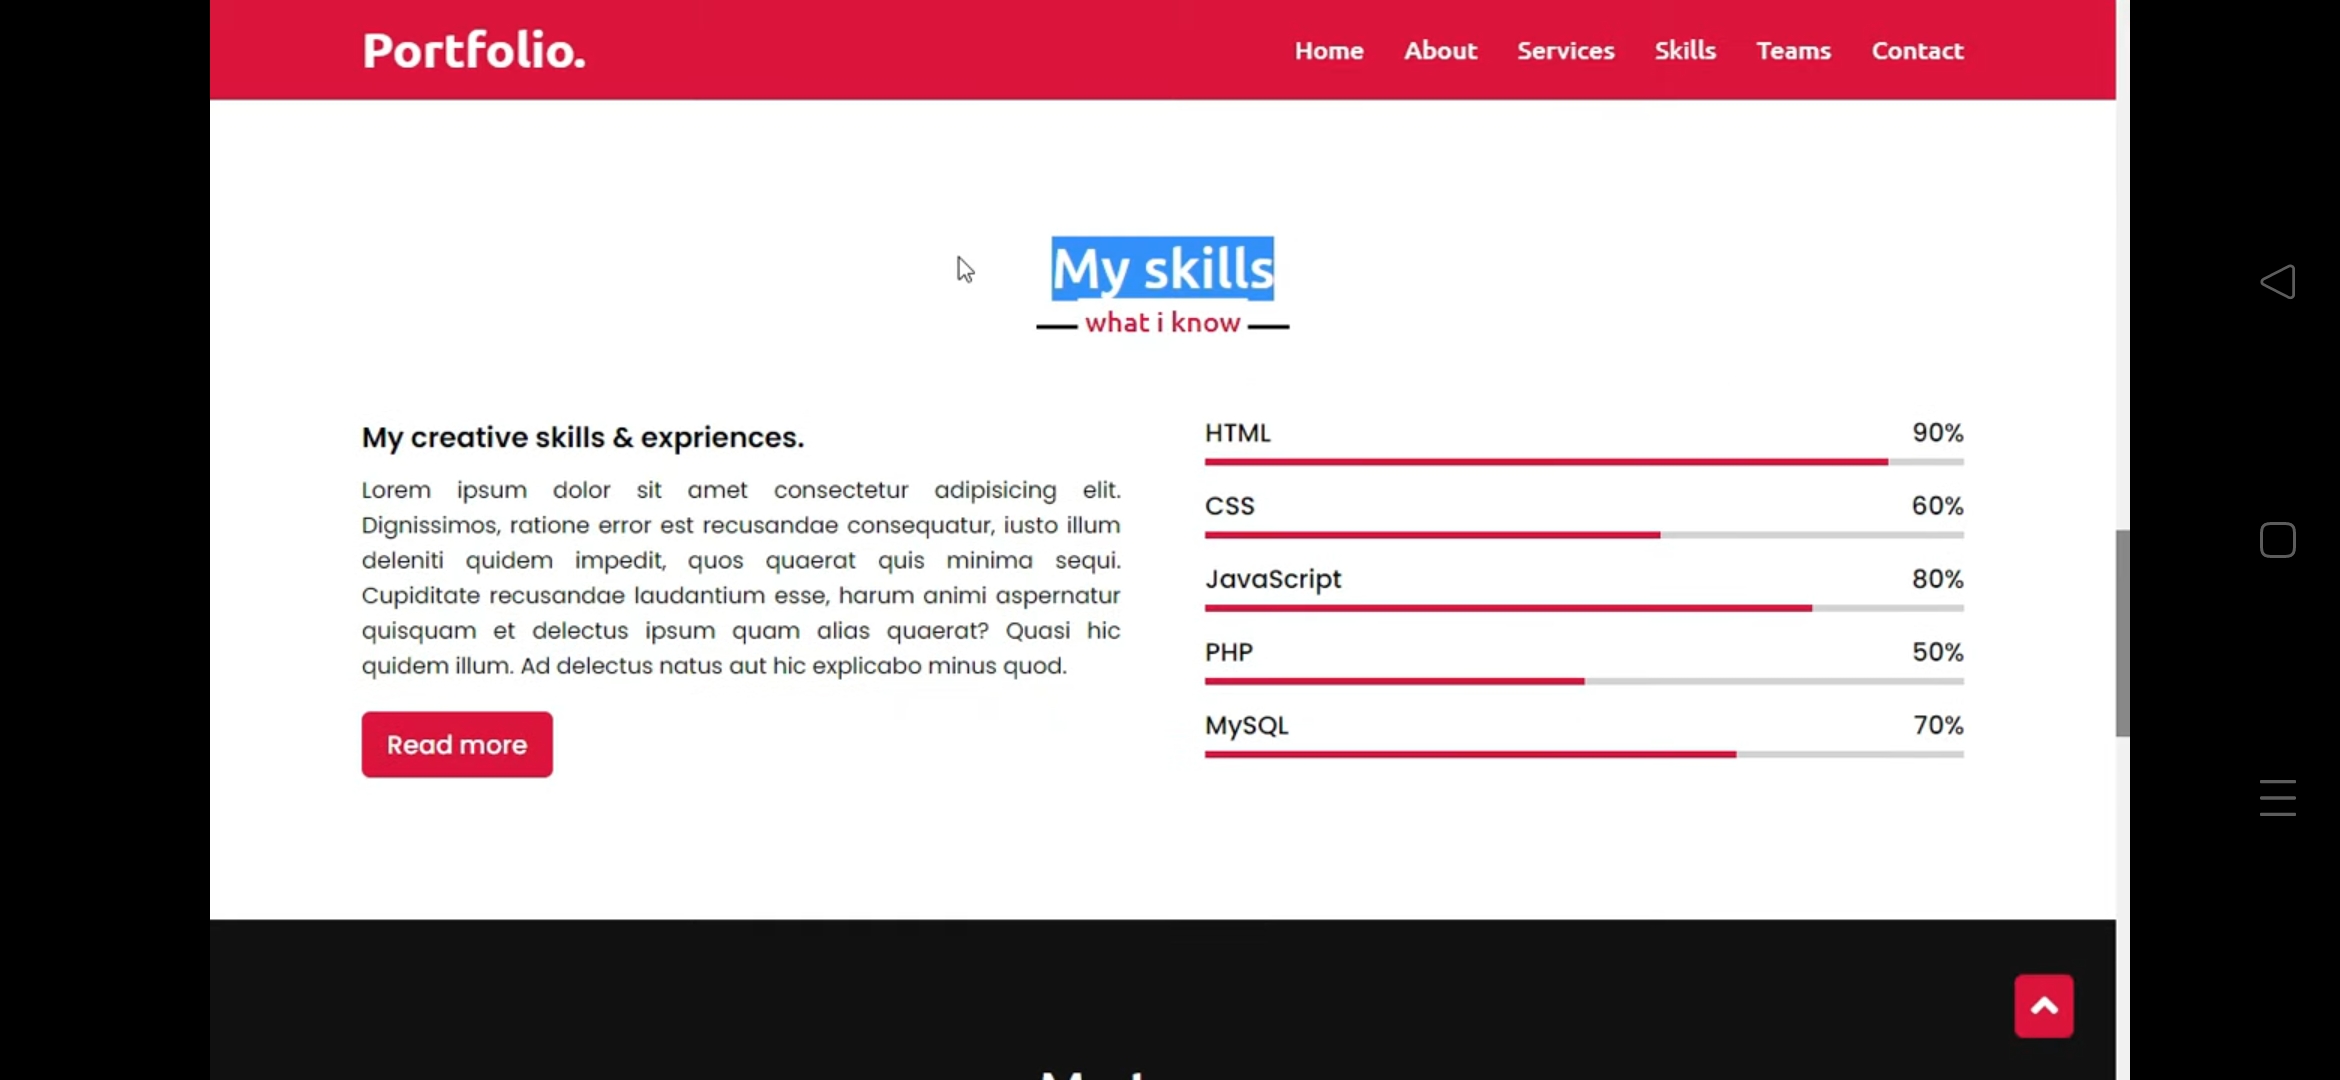 Portfolio.
Home About Services Skills Teams Contact
My skills
what i know
My creative skills & expriences.
Lorem ipsum dolor sit amet consectetur adipisicing elit.
Dignissimos, ratione error est recusandae consequatur, iusto illum
deleniti quidem impedit, quos quaerat quis minima sequi.
Cupiditate recusandae laudantium esse, harum animi aspernatur
quisquam et delectus ipsum quam alias quaerat? Quasi hic
quidem illum. Ad delectus natus aut hic explicabo minus quod.
Read more
HTML 90%
CSS 60%
JavaScript 80%
PHP 50%
MySQL 70%